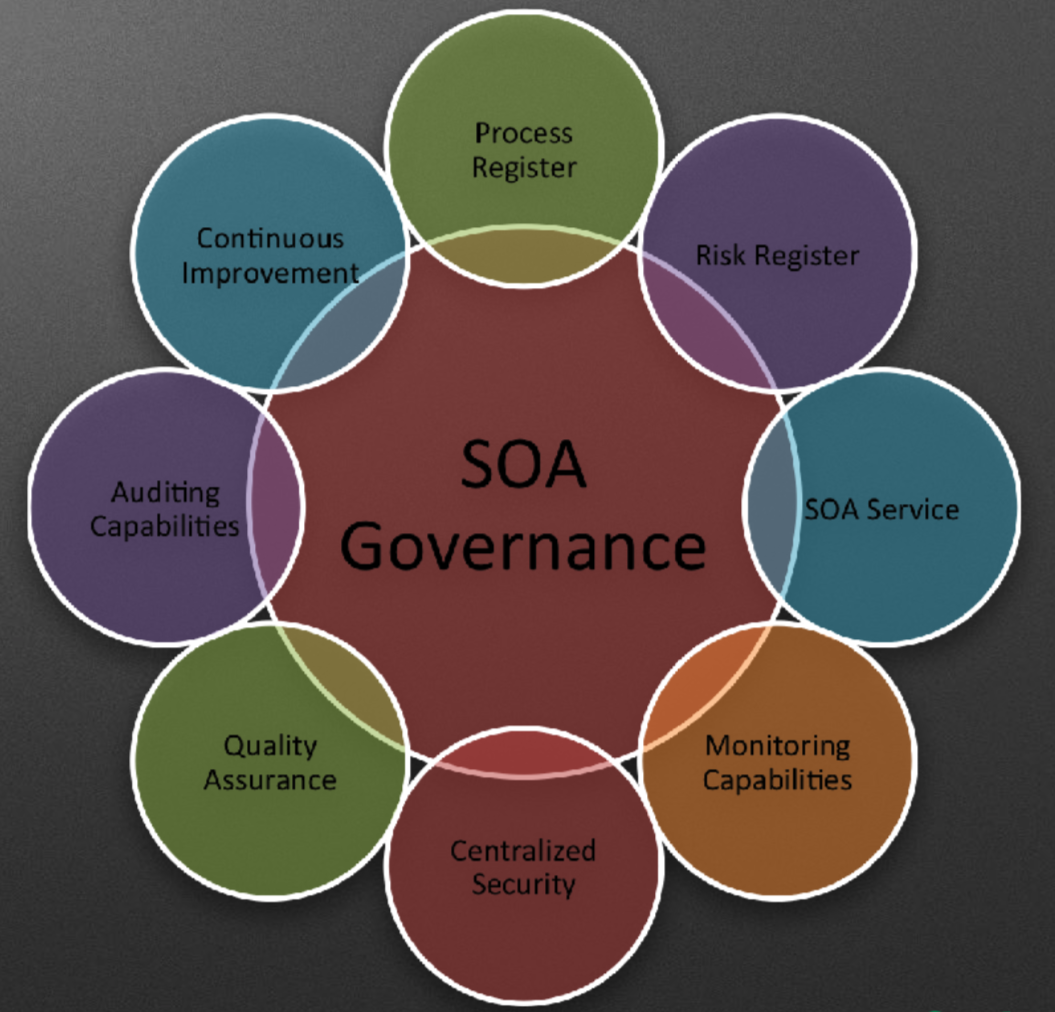 Process
Register
Risk Register
SOA Service
Monitoring
Capabilities
Centralized
Security
Quality
Assurance
Auditing
Capabilities
Continuous
Improvement
SOA
Governance